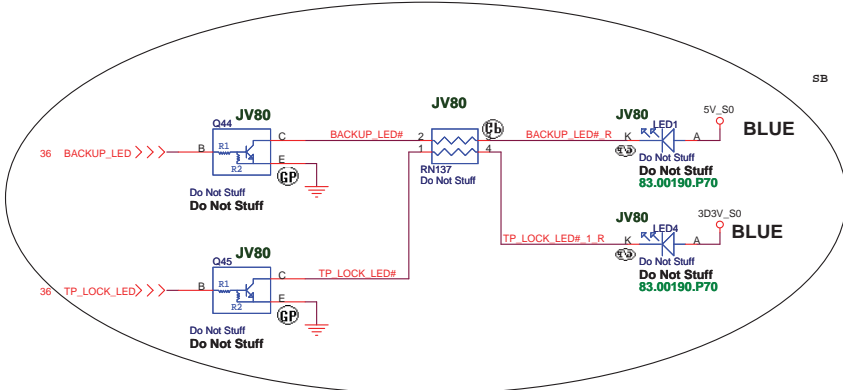 SB
JV80
Q44
R1
R2
B
C
E
GP
36 BACKUP_LED
Do Not Stuff
Do Not Stuff
BACKUP_LED#
JV80
2
1
3
4
RN137
Do Not Stuff
BACKUP_LED#_R
JV80
LED1
K
A
5V_S0
BLUE
Do Not Stuff
Do Not Stuff
83.00190.P70
TP_LOCK_LED#_1_R
JV80
LED4
K
A
3D3V_S0
BLUE
Do Not Stuff
Do Not Stuff
83.00190.P70
JV80
Q45
R1
R2
B
C
E
GP
36 TP_LOCK_LED
TP_LOCK_LED#
Do Not Stuff
Do Not Stuff